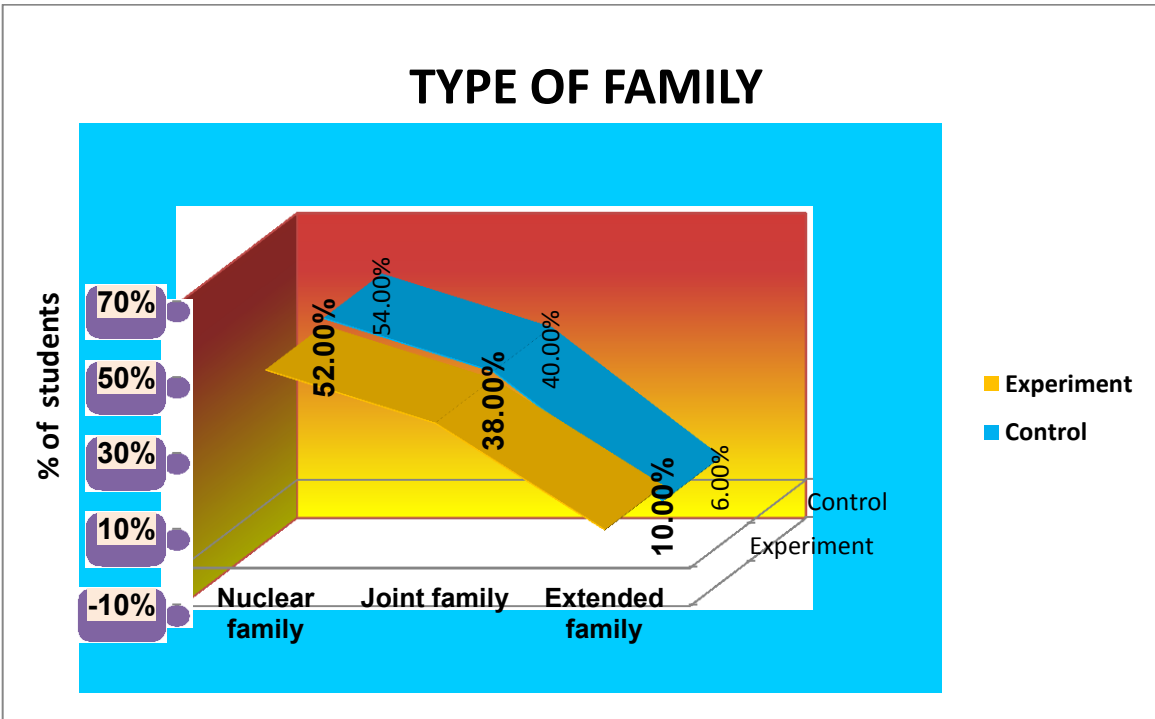 TYPE OF FAMILY
% of students
70%
50%
30%
10%
-10%
52.00%
38.00%
10.00%
54.00%
40.00%
6.00%
Nuclear
family
Joint family
Extended
family
Control
Experiment
Experiment
Control